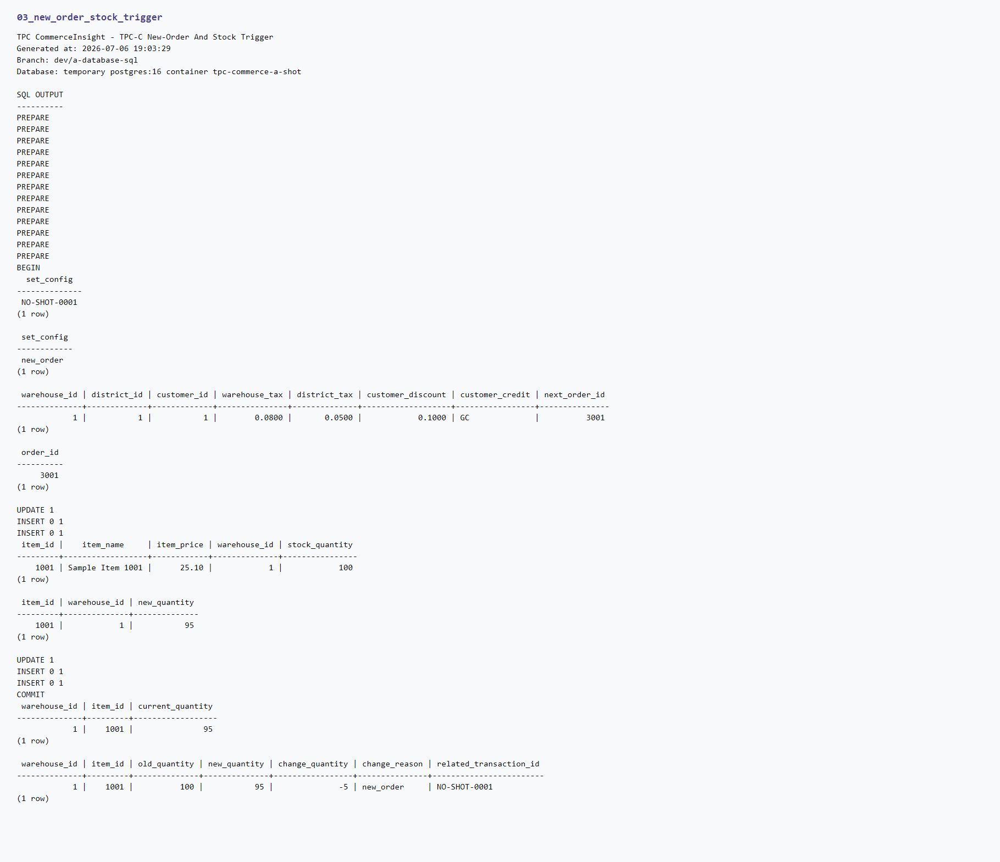 03_new_order_stock_trigger
TPC CommerceInsight - TPC-C New-Order And Stock Trigger
Generated at: 2026-07-06 19:03:29
Branch: dev/a-database-sql
Database: temporary postgres:16 container tpc-commerce-a-shot

SQL OUTPUT
----------
PREPARE
PREPARE
PREPARE
PREPARE
PREPARE
PREPARE
PREPARE
PREPARE
PREPARE
PREPARE
PREPARE
PREPARE
PREPARE
BEGIN
  set_config
--------------
 NO-SHOT-0001
(1 row)

 set_config
------------
 new_order
(1 row)

 warehouse_id | district_id | customer_id | warehouse_tax | district_tax | customer_discount | customer_credit | next_order_id
--------------+-------------+-------------+---------------+--------------+-------------------+-----------------+---------------
            1 |           1 |           1 |        0.0800 |       0.0500 |            0.1000 | GC              |          3001
(1 row)

 order_id
----------
     3001
(1 row)

UPDATE 1
INSERT 0 1
INSERT 0 1
 item_id |    item_name     | item_price | warehouse_id | stock_quantity
---------+------------------+------------+--------------+----------------
    1001 | Sample Item 1001 |      25.10 |            1 |            100
(1 row)

 item_id | warehouse_id | new_quantity
---------+--------------+--------------
    1001 |            1 |           95
(1 row)

UPDATE 1
INSERT 0 1
INSERT 0 1
COMMIT
 warehouse_id | item_id | current_quantity
--------------+---------+------------------
            1 |    1001 |               95
(1 row)

 warehouse_id | item_id | old_quantity | new_quantity | change_quantity | change_reason | related_transaction_id
--------------+---------+--------------+--------------+-----------------+---------------+------------------------
            1 |    1001 |          100 |           95 |              -5 | new_order     | NO-SHOT-0001
(1 row)